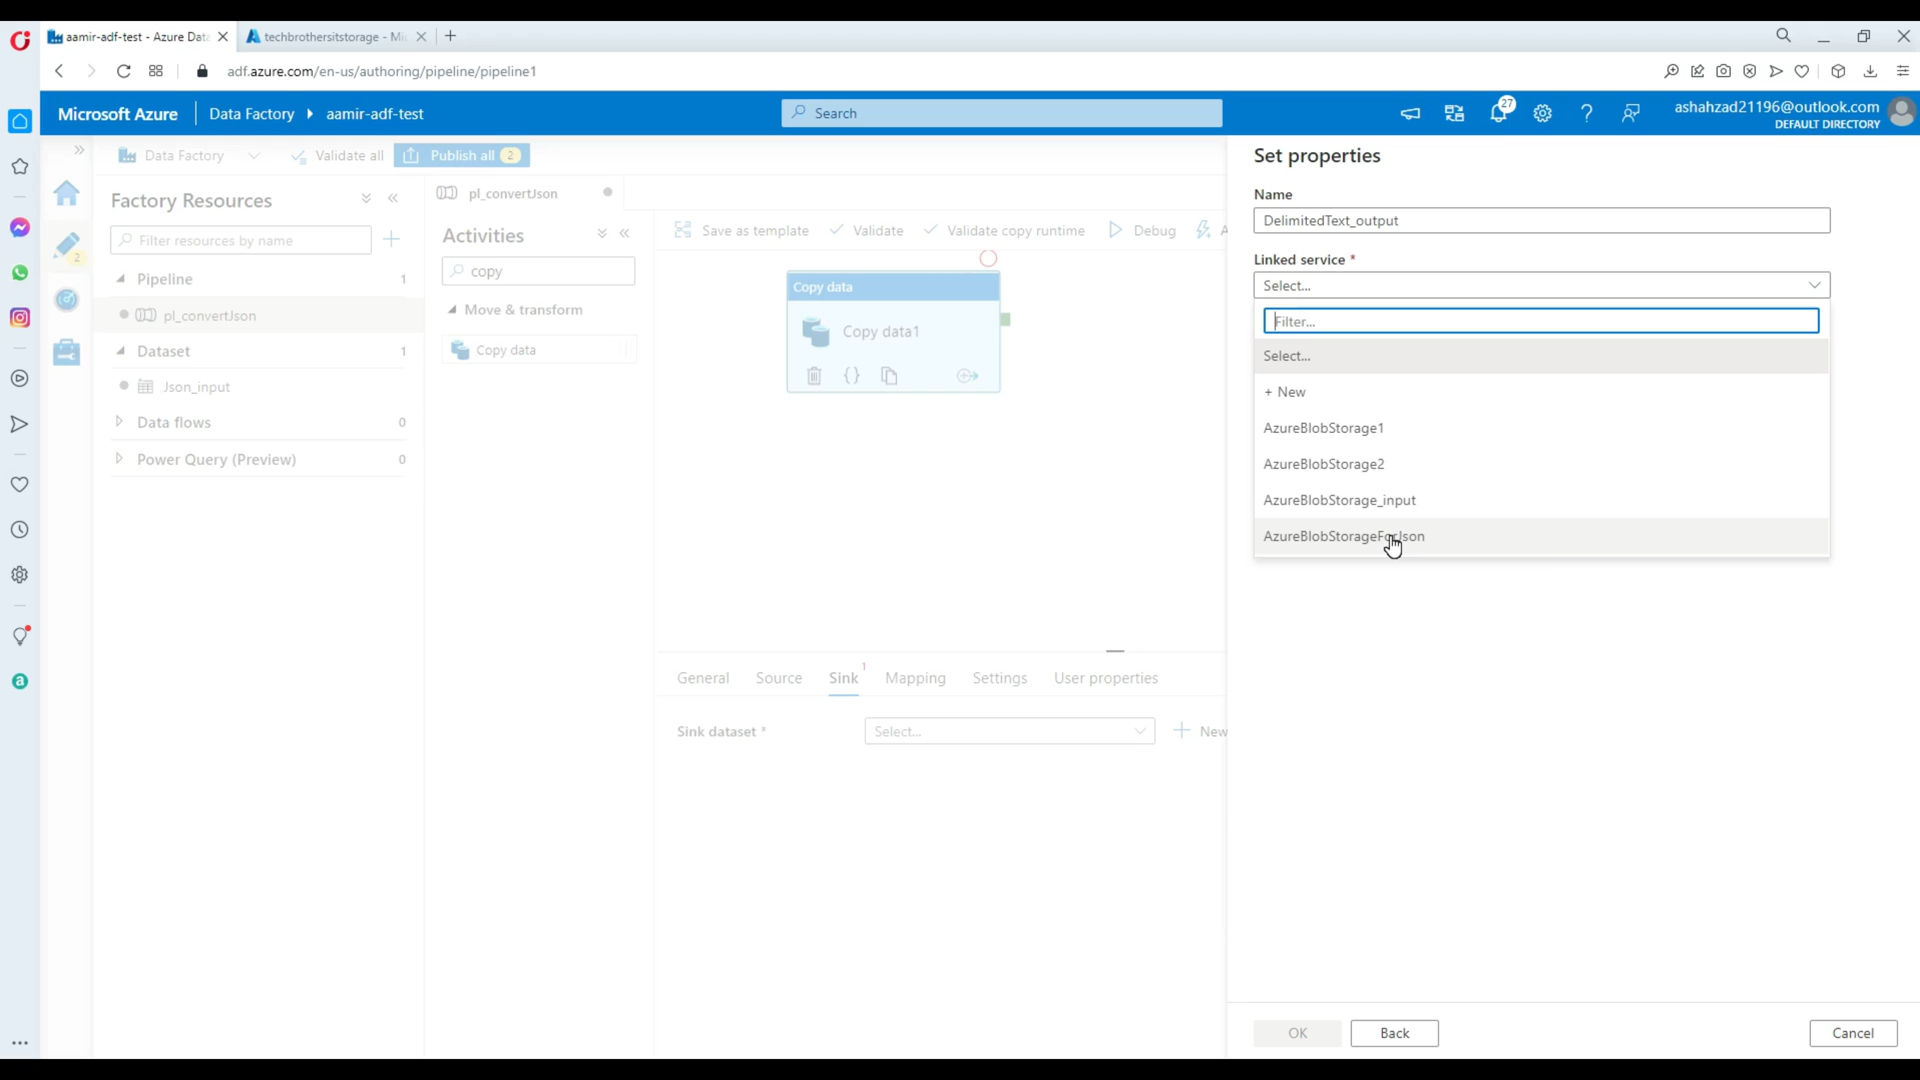 aamir-adf-test - Azure Data
techbrothersitstorage - Mi
adf.azure.com/en-us/authoring/pipeline/pipeline1
Microsoft Azure
Data Factory
aamir-adf-test
Search
27
ashahzad21196@outlook.com
DEFAULT DIRECTORY
Data Factory
Validate all
Publish all
2
Factory Resources
Filter resources by name
2
Pipeline
1
pl_convertJson
Dataset
1
Json_input
Data flows
0
Power Query (Preview)
0
pl_convertJson
Activities
copy
Move & transform
Copy data
Save as template
Validate
Validate copy runtime
Debug
A
Copy data
Copy data1
General
Source
Sink
1
Mapping
Settings
User properties
Sink dataset *
Select...
New
Set properties
Name
DelimitedText_output
Linked service *
Select...
Filter...
Select...
+ New
AzureBlobStorage1
AzureBlobStorage2
AzureBlobStorage_input
AzureBlobStorageForJson
OK
Back
Cancel